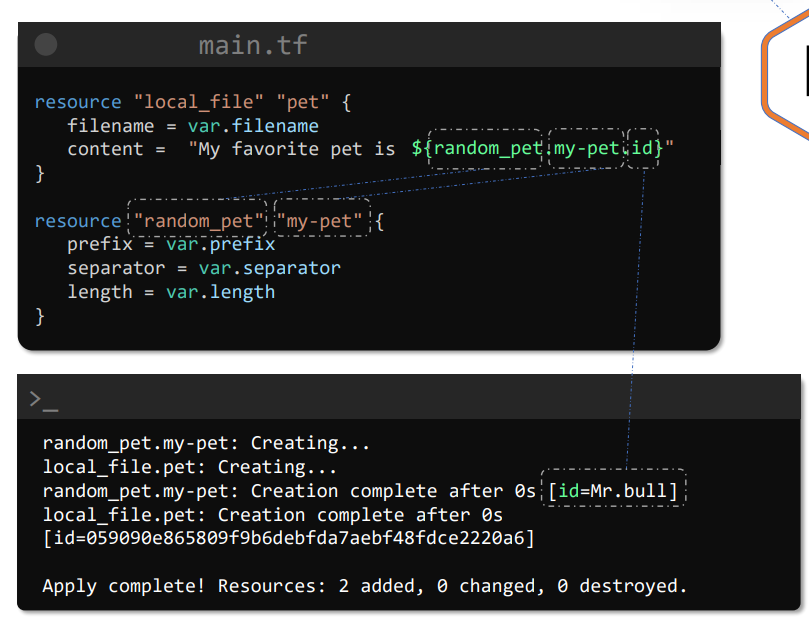 main.tf
resource "local_file" "pet" {
filename = var.filename
content = "My favorite pet is ${random_pet.my-pet.id}"
}
resource "random_pet" "my-pet" {
prefix = var.prefix
separator = var.separator
length = var.length
}
>_
random_pet.my-pet: Creating...
local_file.pet: Creating...
random_pet.my-pet: Creation complete after 0s [id=Mr.bull]
local_file.pet: Creation complete after 0s
[id=059090e865809f9b6debfda7aebf48fdce2220a6]
Apply complete! Resources: 2 added, 0 changed, 0 destroyed.